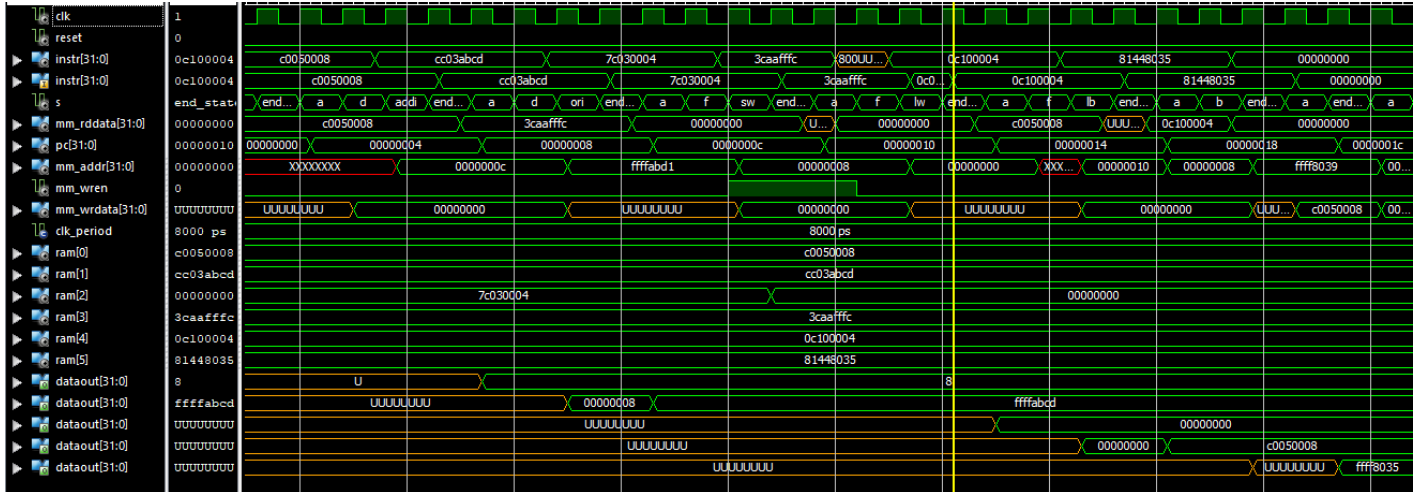 clk 1
reset 0
instr[31:0] 0c100004 c0050008 cc03abcd 7c030004 3caafffc 800UU... 0c100004 81448035 00000000
instr[31:0] 0c100004 c0050008 cc03abcd 7c030004 3caafffc 0c0... 0c100004 81448035 00000000
s end_stat end... a d addi end... a d ori end... a f sw end... a f lw end... a f lb end... a b end... a end... a
mm_rddata[31:0] 00000000 c0050008 3caafffc 00000000 U... 00000000 c0050008 UUU... 0c100004 00000000
pc[31:0] 00000010 00000000 00000004 00000008 0000000c 00000010 00000014 00000018 0000001c
mm_addr[31:0] 00000000 XXXXXXXX 0000000c ffffabd1 00000008 00000000 XXX... 00000010 00000008 ffff8039 00...
mm_wren 0
mm_wrdata[31:0] UUUUUUUU UUUUUUUU 00000000 UUUUUUUU 00000000 UUUUUUUU 00000000 UUU... c0050008 00...
clk_period 8000 ps 8000 ps
ram[0] c0050008 c0050008
ram[1] cc03abcd cc03abcd
ram[2] 00000000 7c030004 00000000
ram[3] 3caafffc 3caafffc
ram[4] 0c100004 0c100004
ram[5] 81448035 81448035
dataout[31:0] 8 U 8
dataout[31:0] ffffabcd UUUUUUUU 00000008 ffffabcd
dataout[31:0] UUUUUUUU UUUUUUUU 00000000
dataout[31:0] UUUUUUUU UUUUUUUU 00000000 c0050008
dataout[31:0] UUUUUUUU UUUUUUUU UUUUUUUU ffff8035